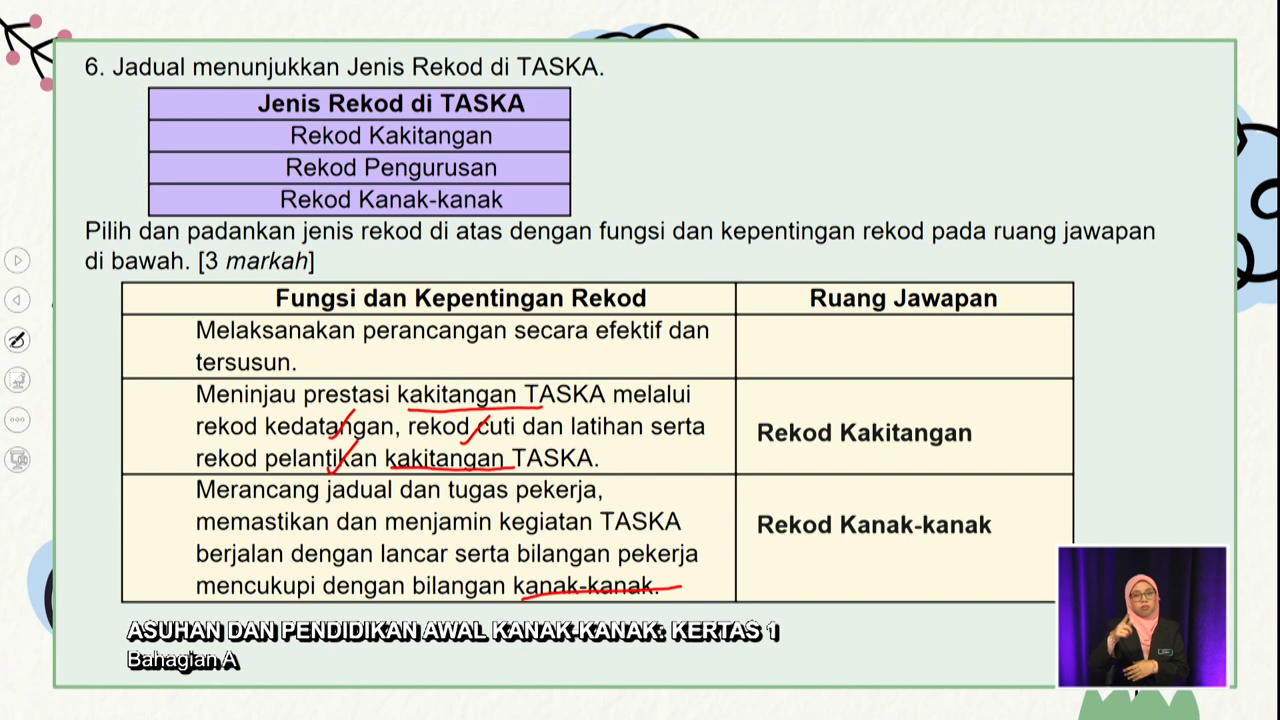 6. Jadual menunjukkan Jenis Rekod di TASKA.
Jenis Rekod di TASKA
Rekod Kakitangan
Rekod Pengurusan
Rekod Kanak-kanak
Pilih dan padankan jenis rekod di atas dengan fungsi dan kepentingan rekod pada ruang jawapan
di bawah. [3 markah]
Fungsi dan Kepentingan Rekod
Ruang Jawapan
Melaksanakan perancangan secara efektif dan
tersusun.
Meninjau prestasi kakitangan TASKA melalui
rekod kedatangan, rekod cuti dan latihan serta
rekod pelantikan kakitangan TASKA.
Rekod Kakitangan
Merancang jadual dan tugas pekerja,
memastikan dan menjamin kegiatan TASKA
berjalan dengan lancar serta bilangan pekerja
mencukupi dengan bilangan kanak-kanak.
Rekod Kanak-kanak
ASUHAN DAN PENDIDIKAN AWAL KANAK-KANAK: KERTAS 1
Bahagian A